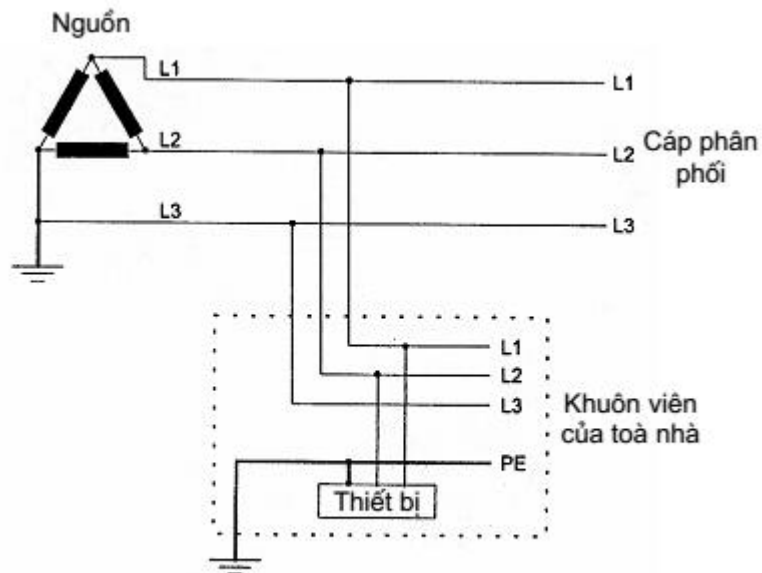 Nguồn
L1
L1
L2
L2
Cáp phân
phối
L3
L3
L1
L2
L3
Khuôn viên
của toà nhà
PE
Thiết bị